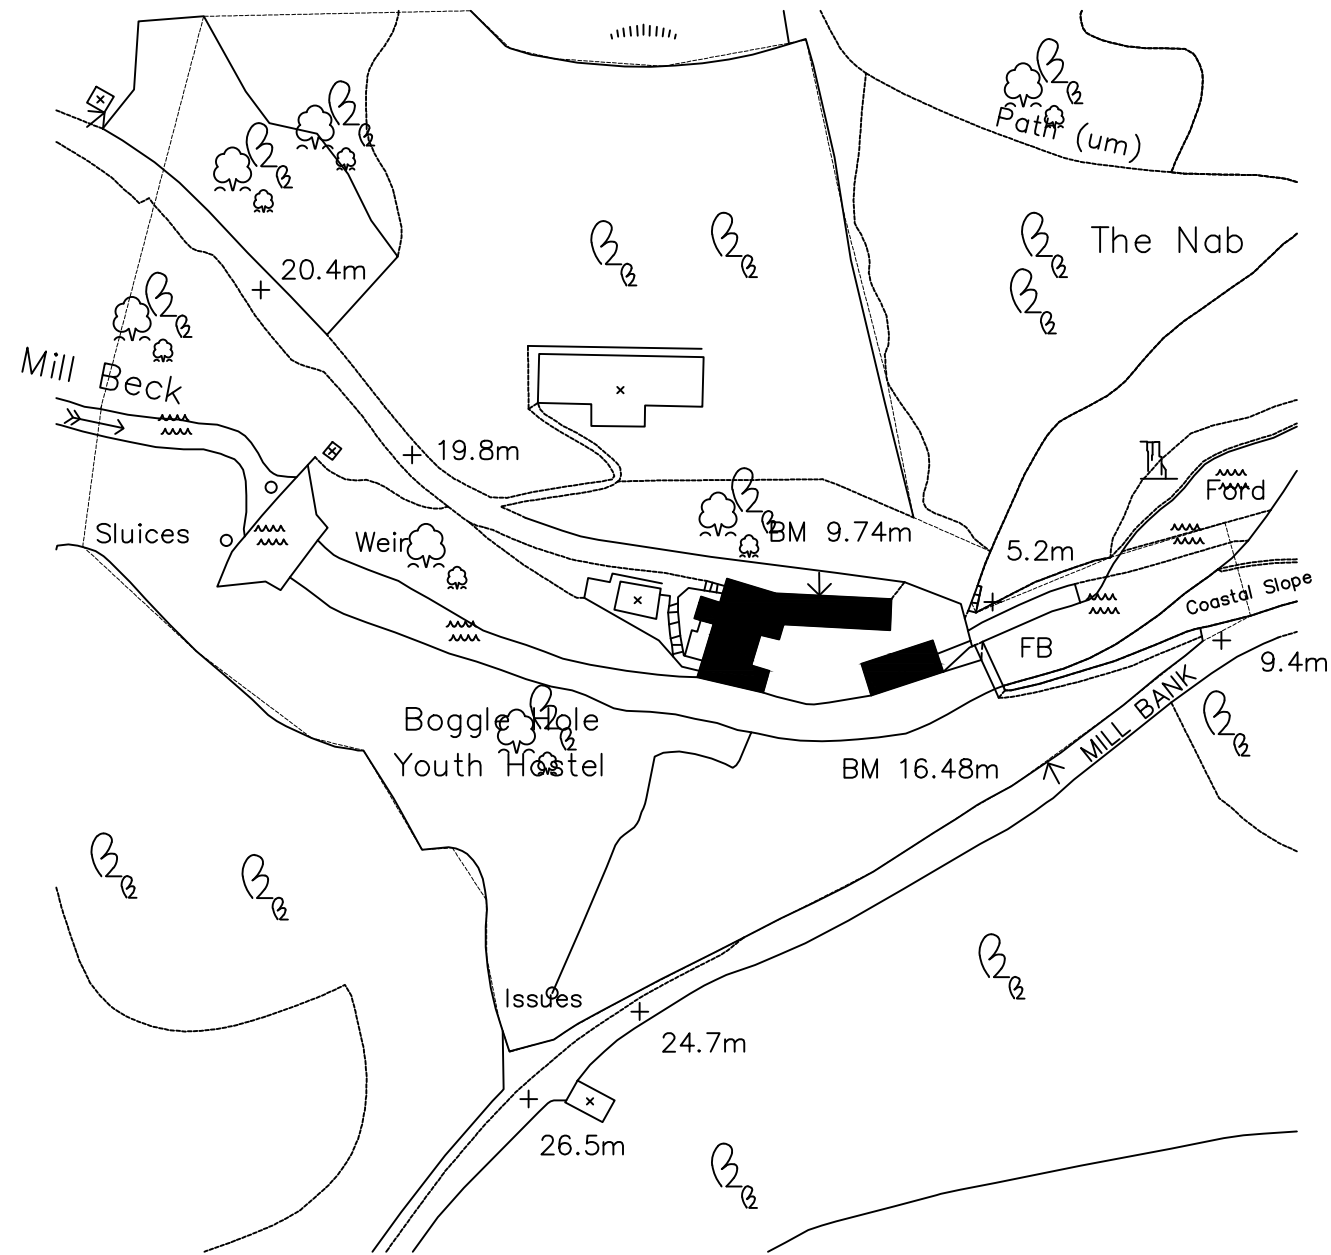 Path (um)
The Nab
20.4m
Mill Beck
19.8m
Ford
Sluices
Weir
BM 9.74m
5.2m
Coastal Slope
FB
9.4m
MILL BANK
Boggle Hole
Youth Hostel
BM 16.48m
Issues
24.7m
26.5m